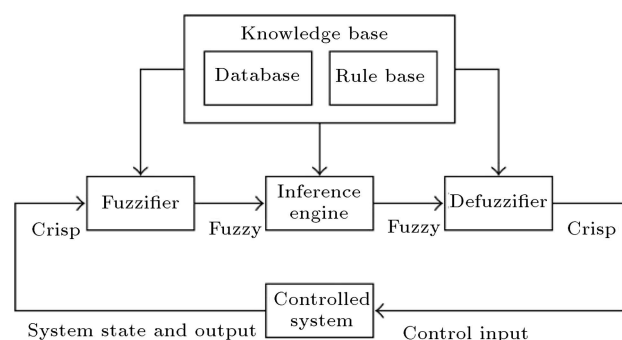 Knowledge base
Database
Rule base
Fuzzifier
Inference
engine
Defuzzifier
Crisp
Fuzzy
Fuzzy
Crisp
Controlled
system
System state and output
Control input